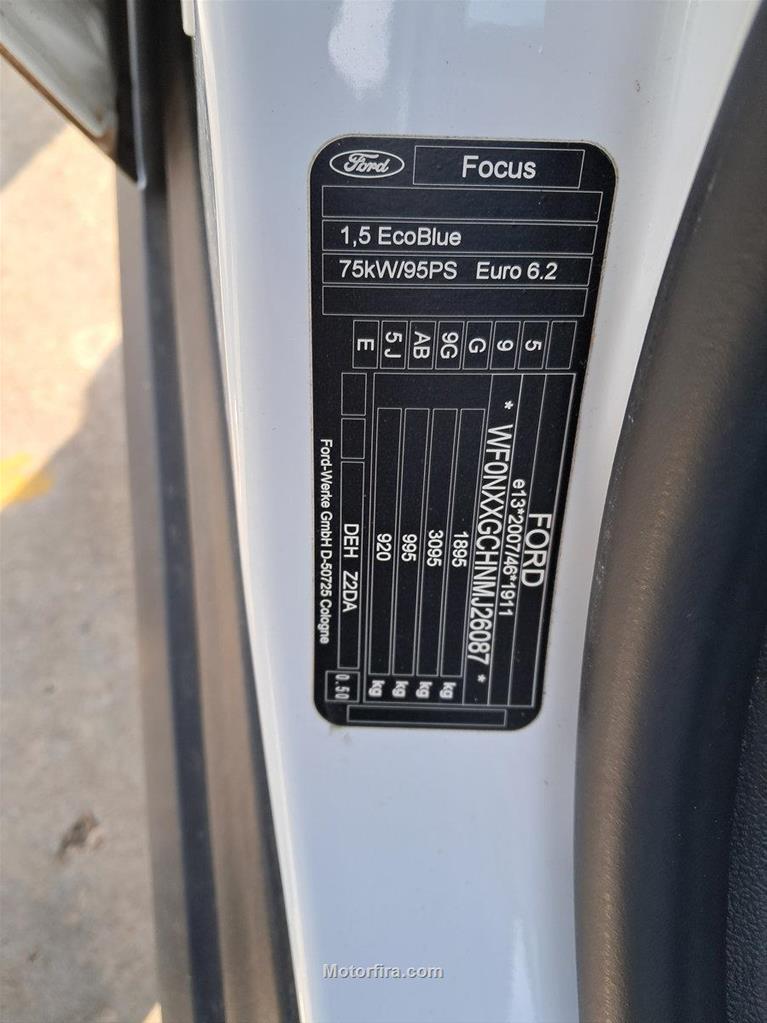 Ford
Focus
1,5 EcoBlue
75kW/95PS Euro 6.2
E 5J AB 9G G 9 5
FORD
e13*2007/46*1911
* WF0NXXGCHNMJ26087 *
1895 kg
3095 kg
995 kg
920 kg
DEH Z2DA 0.50
Ford-Werke GmbH D-50725 Cologne
Motorfira.com